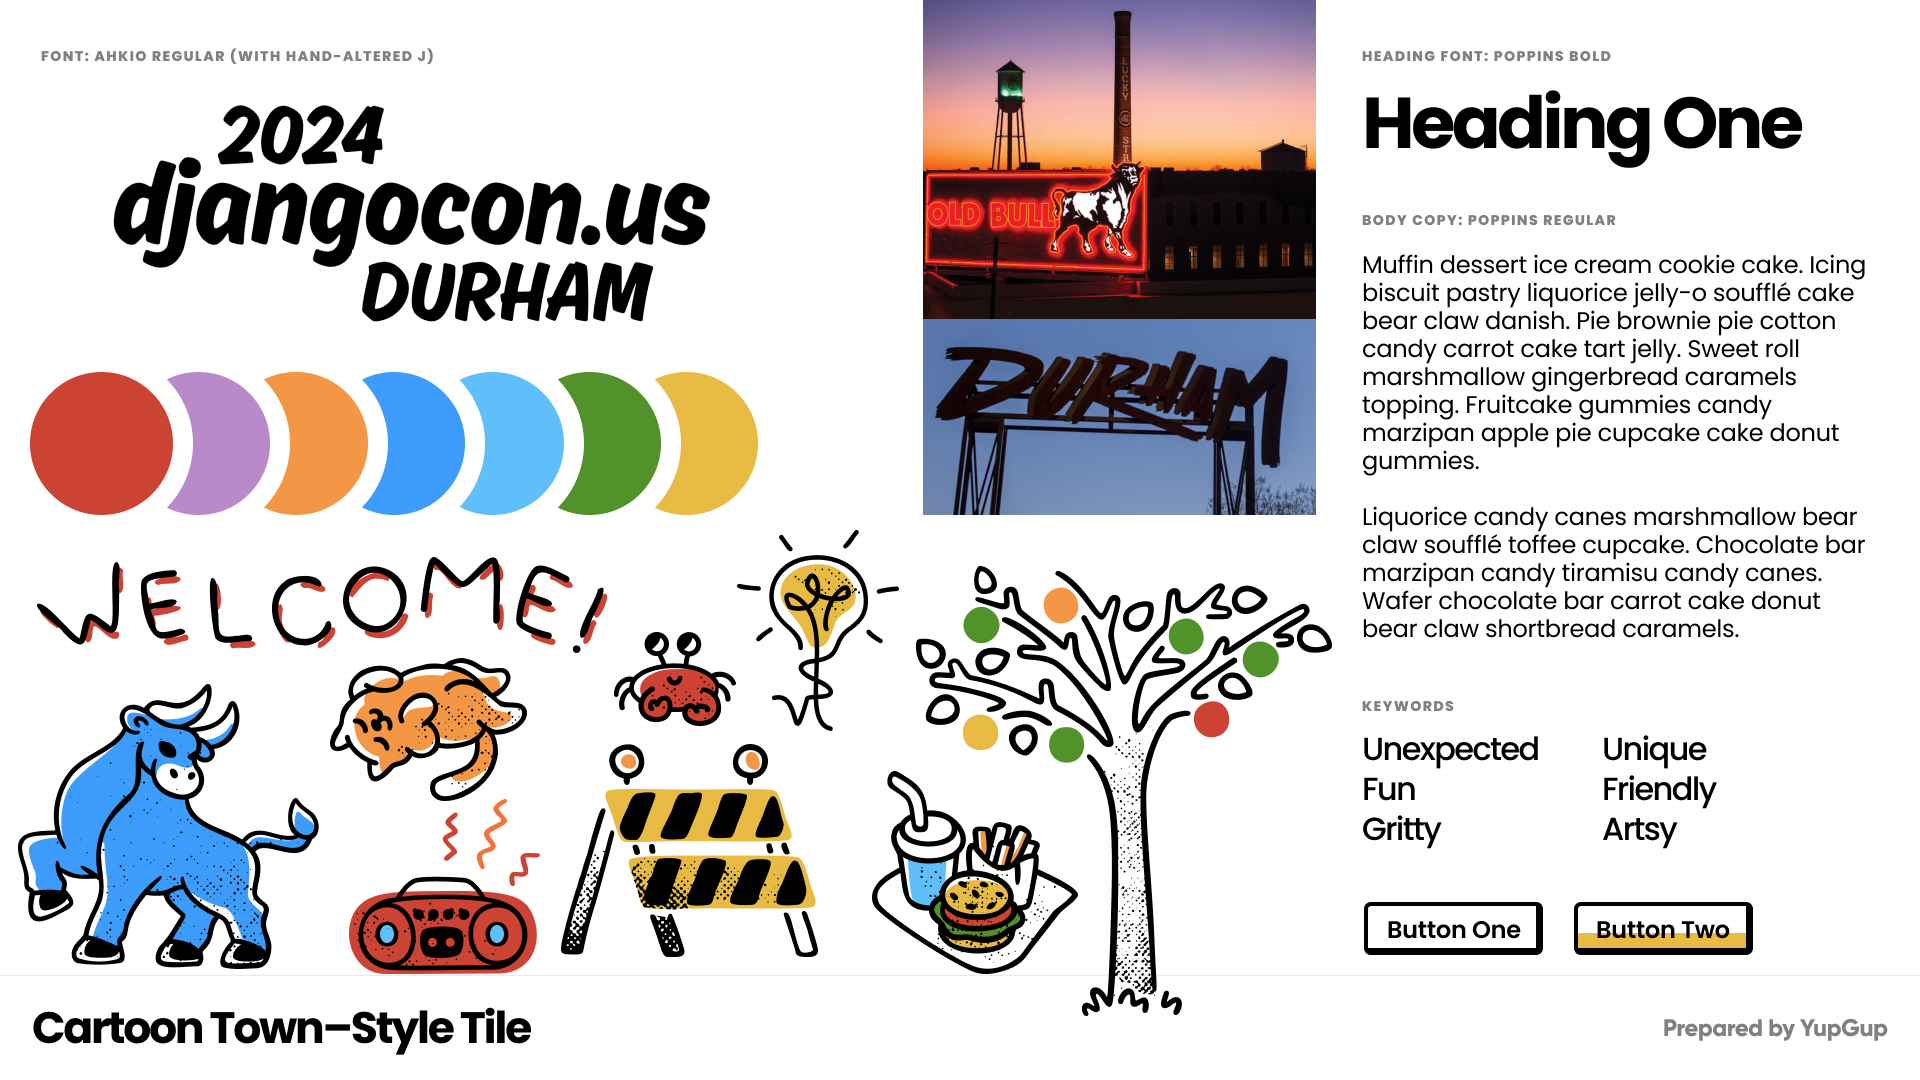 FONT: AHKIO REGULAR (WITH HAND-ALTERED J)
2024
djangocon.us
DURHAM
WELCOME!
LUCKY
STR
OLD BULL
DURHAM
HEADING FONT: POPPINS BOLD
Heading One
BODY COPY: POPPINS REGULAR
Muffin dessert ice cream cookie cake. Icing
biscuit pastry liquorice jelly-o soufflé cake
bear claw danish. Pie brownie pie cotton
candy carrot cake tart jelly. Sweet roll
marshmallow gingerbread caramels
topping. Fruitcake gummies candy
marzipan apple pie cupcake cake donut
gummies.
Liquorice candy canes marshmallow bear
claw soufflé toffee cupcake. Chocolate bar
marzipan candy tiramisu candy canes.
Wafer chocolate bar carrot cake donut
bear claw shortbread caramels.
KEYWORDS
Unexpected
Fun
Gritty
Unique
Friendly
Artsy
Button One
Button Two
Cartoon Town–Style Tile
Prepared by YupGup